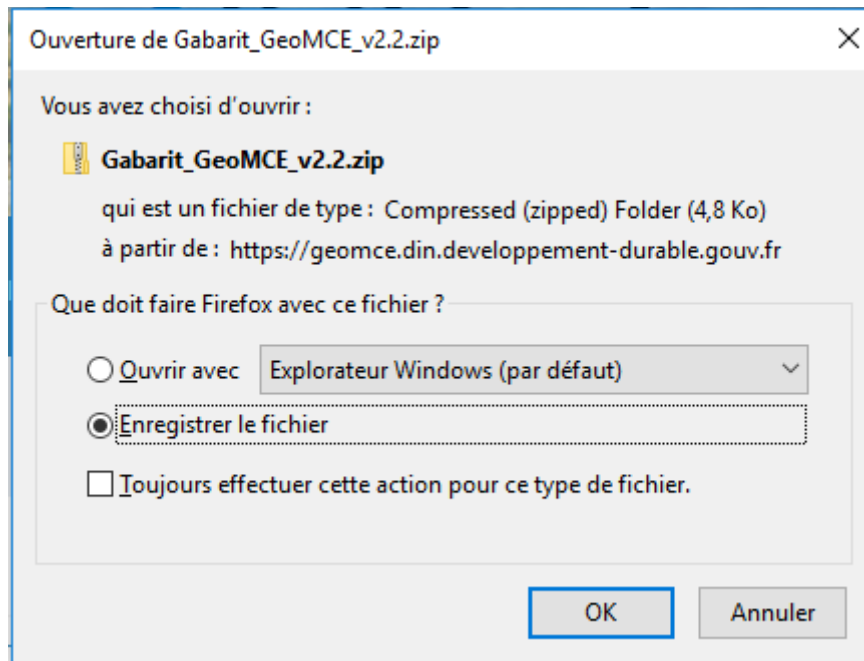 Ouverture de Gabarit_GeoMCE_v2.2.zip
Vous avez choisi d’ouvrir :
Gabarit_GeoMCE_v2.2.zip
qui est un fichier de type : Compressed (zipped) Folder (4,8 Ko)
à partir de : https://geomce.din.developpement-durable.gouv.fr
Que doit faire Firefox avec ce fichier ?
Ouvrir avec Explorateur Windows (par défaut)
Enregistrer le fichier
Toujours effectuer cette action pour ce type de fichier.
OK Annuler